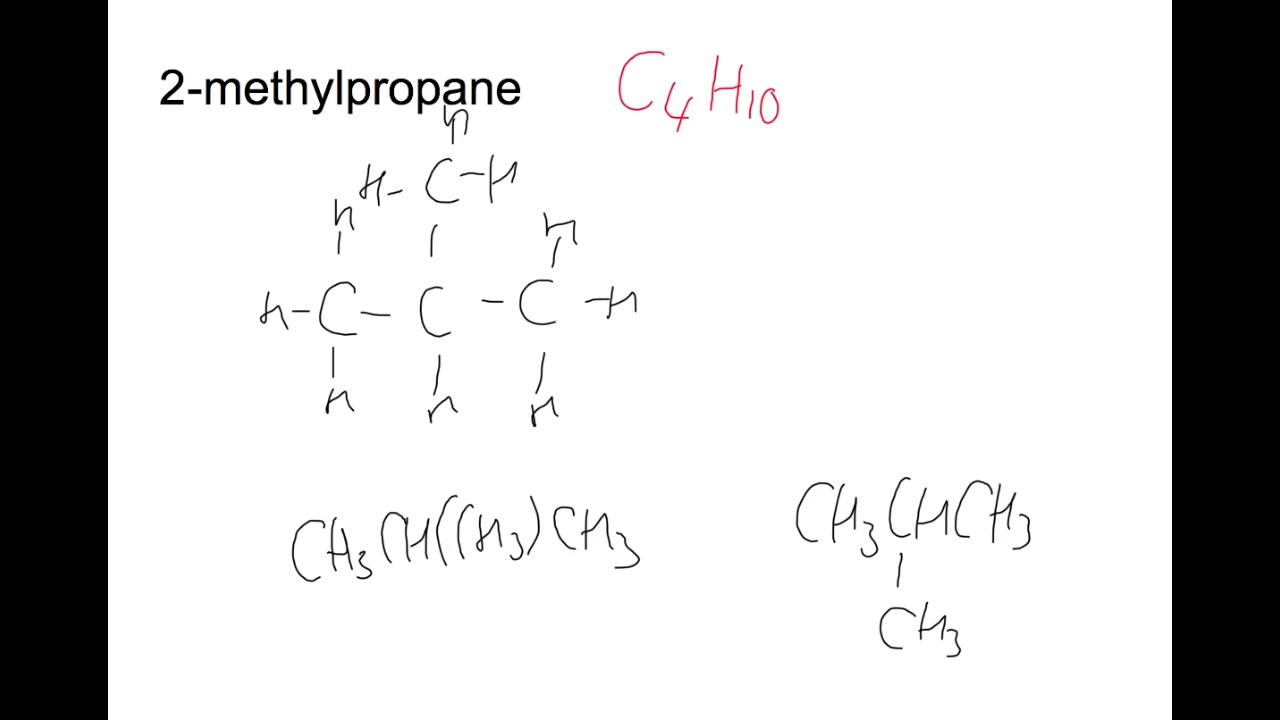 2-methylpropane C₄H₁₀
H
H-C-H
H H
H-C-C-C-H
H H H
CH₃CH(CH₃)CH₃ CH₃CHCH₃
CH₃